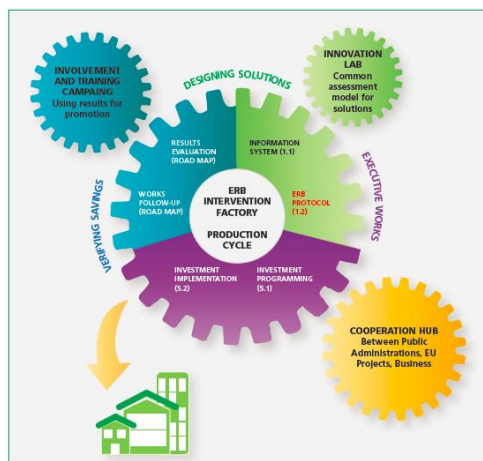 INVOLVEMENT
AND TRAINING
CAMPAING
Using results for
promotion
DESIGNING SOLUTIONS
INNOVATION
LAB
Common
assessment
model for
solutions
RESULTS
EVALUATION
(ROAD MAP)
INFORMATION
SYSTEM (1.1)
WORKS
FOLLOW-UP
(ROAD MAP)
ERB
INTERVENTION
FACTORY
PRODUCTION
CYCLE
ERB
PROTOCOL
(1.2)
VERIFYING SAVINGS
EXECUTIVE WORKS
INVESTMENT
IMPLEMENTATION
(5.2)
INVESTMENT
PROGRAMMING
(5.1)
COOPERATION HUB
Between Public
Administrations, EU
Projects, Business